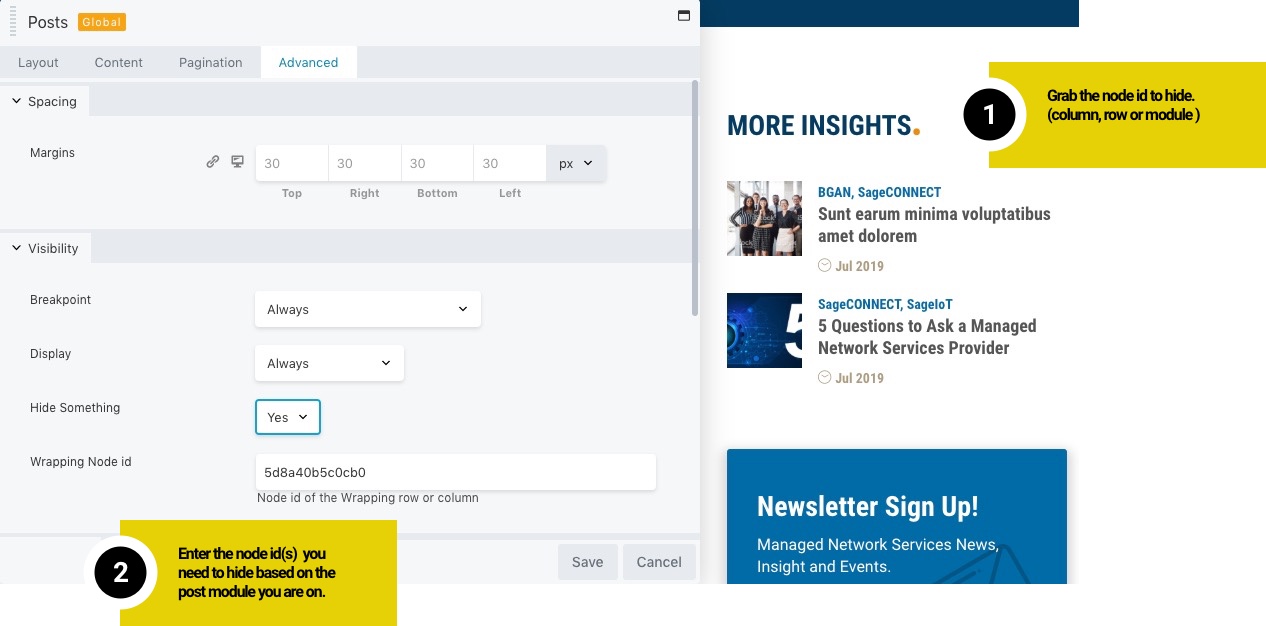 Posts Global
Layout Content Pagination Advanced
Spacing
Margins
30 30 30 30 px
Top Right Bottom Left
Visibility
Breakpoint
Always
Display
Always
Hide Something
Yes
Wrapping Node id
5d8a40b5c0cb0
Node id of the Wrapping row or column
Save Cancel
1
Grab the node id to hide.
(column, row or module )
MORE INSIGHTS.
BGAN, SageCONNECT
Sunt earum minima voluptatibus
amet dolorem
Jul 2019
5
SageCONNECT, SageIoT
5 Questions to Ask a Managed
Network Services Provider
Jul 2019
Newsletter Sign Up!
Managed Network Services News,
Insight and Events.
2
Enter the node id(s) you
need to hide based on the
post module you are on.